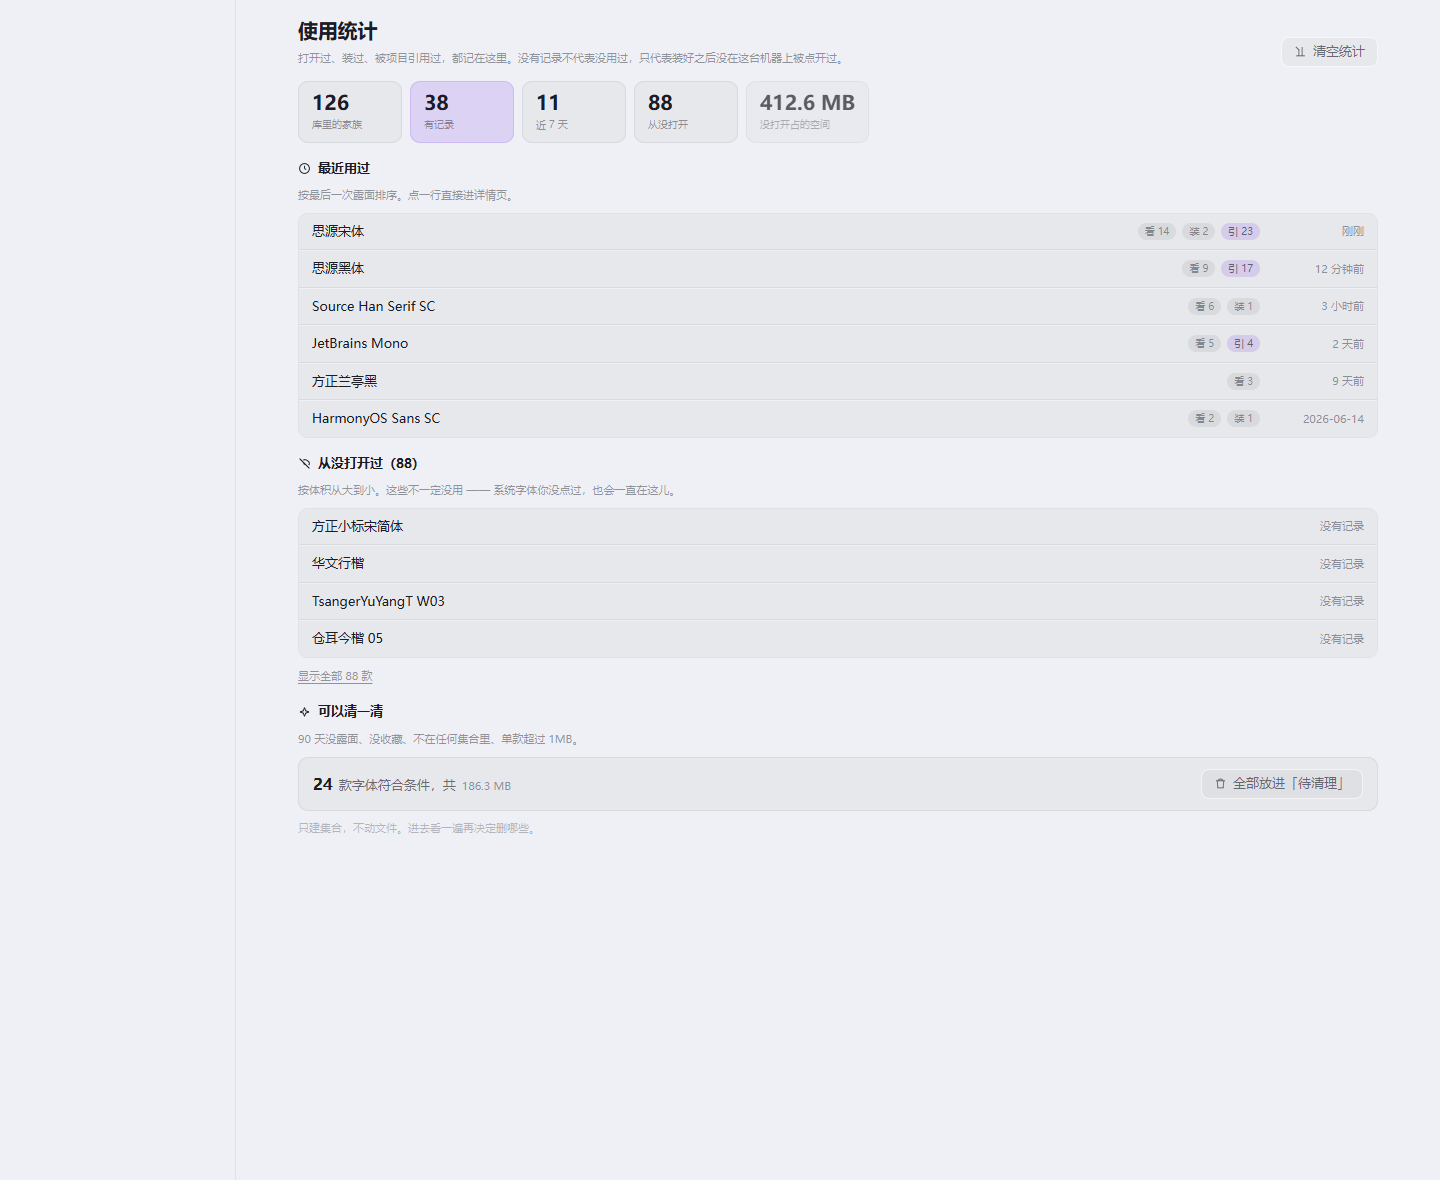 使用统计
打开过、装过、被项目引用过，都记在这里。没有记录不代表没用过，只代表装好之后没在这台机器上被点开过。
清空统计
126
库里的家族
38
有记录
11
近 7 天
88
从没打开
412.6 MB
没打开占的空间
最近用过
按最后一次露面排序。点一行直接进详情页。
思源宋体 看 14 装 2 引 23 刚刚
思源黑体 看 9 引 17 12 分钟前
Source Han Serif SC 看 6 装 1 3 小时前
JetBrains Mono 看 5 引 4 2 天前
方正兰亭黑 看 3 9 天前
HarmonyOS Sans SC 看 2 装 1 2026-06-14
从没打开过（88）
按体积从大到小。这些不一定没用 —— 系统字体你没点过，也会一直在这儿。
方正小标宋简体 没有记录
华文行楷 没有记录
TsangerYuYangT W03 没有记录
仓耳今楷 05 没有记录
显示全部 88 款
可以清一清
90 天没露面、没收藏、不在任何集合里、单款超过 1MB。
24 款字体符合条件，共 186.3 MB
全部放进「待清理」
只建集合，不动文件。进去看一遍再决定删哪些。